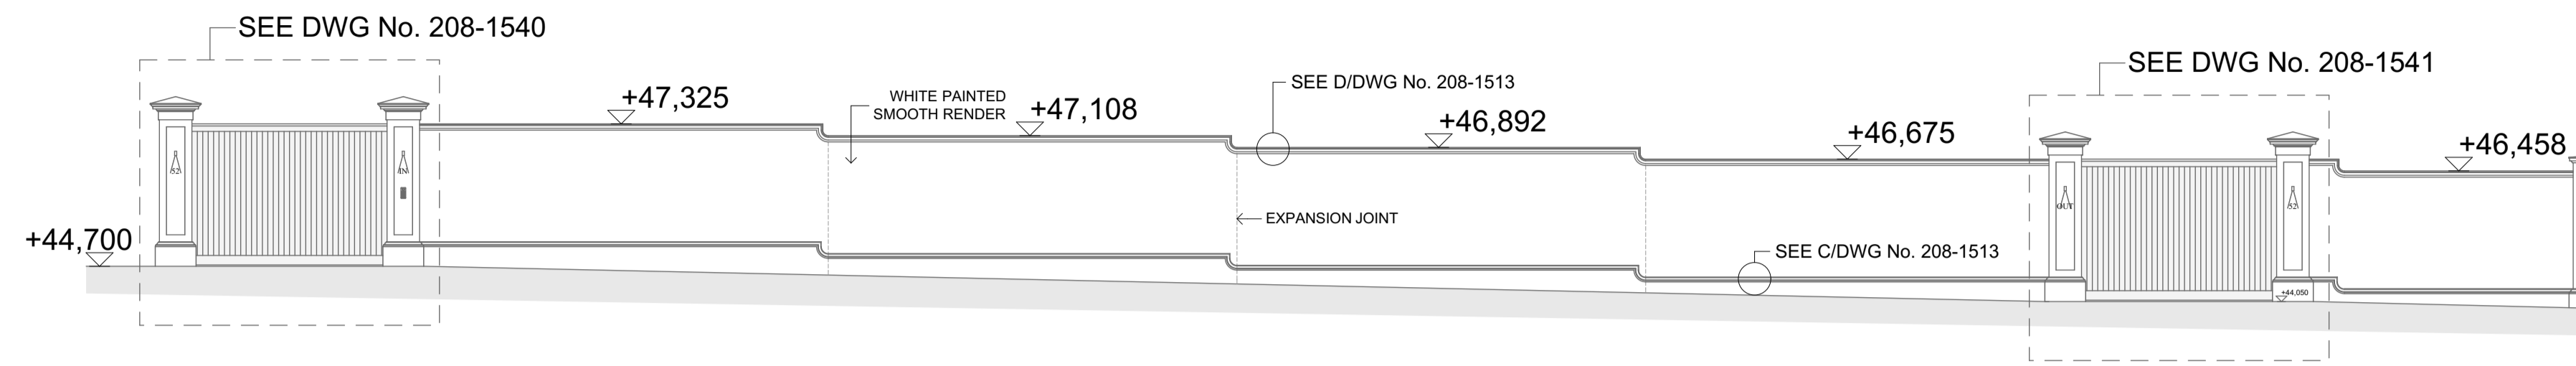 SEE DWG No. 208-1540
SEE DWG No. 208-1541
SEE D/DWG No. 208-1513
WHITE PAINTED
SMOOTH RENDER
+47,325
+47,108
+46,892
+46,675
+46,458
52
IN
OUT
52
EXPANSION JOINT
+44,700
SEE C/DWG No. 208-1513
+44,050